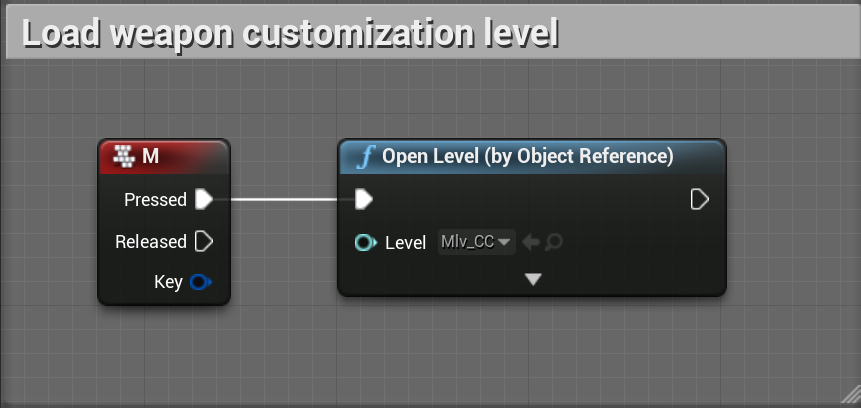 Load weapon customization level
M
Pressed
Released
Key
Open Level (by Object Reference)
Level Mlv_CC